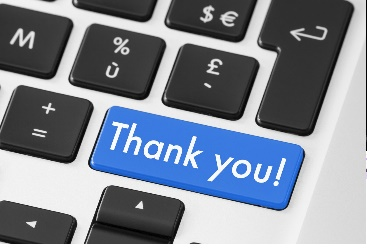 $ €
M
%
ù
£
`
+
=
Thank you!